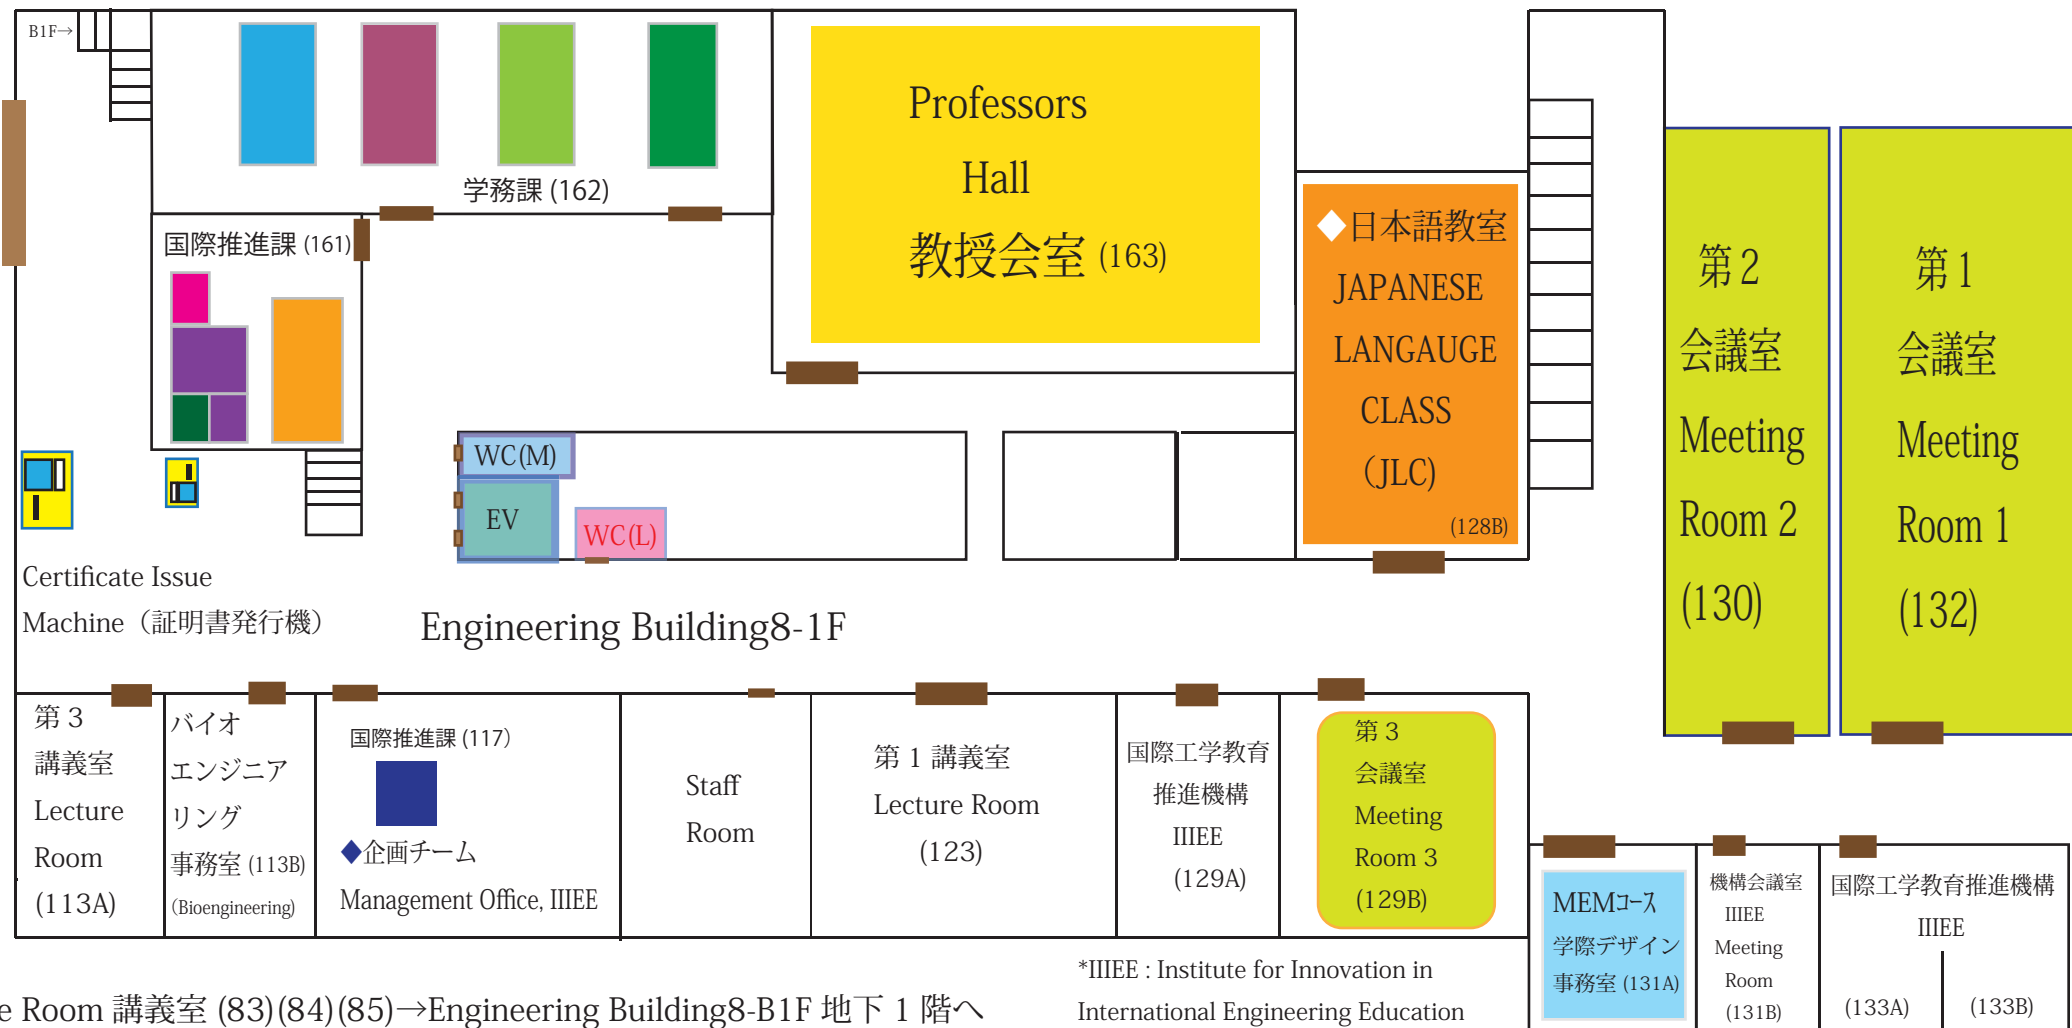 B1F→
学務課 (162)
国際推進課 (161)
Professors
Hall
教授会室 (163)
◆日本語教室
JAPANESE
LANGAUGE
CLASS
(JLC)
(128B)
第 2
会議室
Meeting
Room 2
(130)
第 1
会議室
Meeting
Room 1
(132)
WC(M)
EV
WC(L)
Certificate Issue
Machine（証明書発行機）
Engineering Building8-1F
第 3
講義室
Lecture
Room
(113A)
バイオ
エンジニア
リング
事務室 (113B)
(Bioengineering)
国際推進課 (117)
◆企画チーム
Management Office, IIIEE
Staff
Room
第 1 講義室
Lecture Room
(123)
国際工学教育
推進機構
IIIEE
(129A)
第 3
会議室
Meeting
Room 3
(129B)
MEMコース
学際デザイン
事務室 (131A)
機構会議室
IIIEE
Meeting
Room
(131B)
国際工学教育推進機構
IIIEE
(133A)
(133B)
*IIIEE : Institute for Innovation in
International Engineering Education
e Room 講義室 (83)(84)(85)→Engineering Building8-B1F 地下 1 階へ